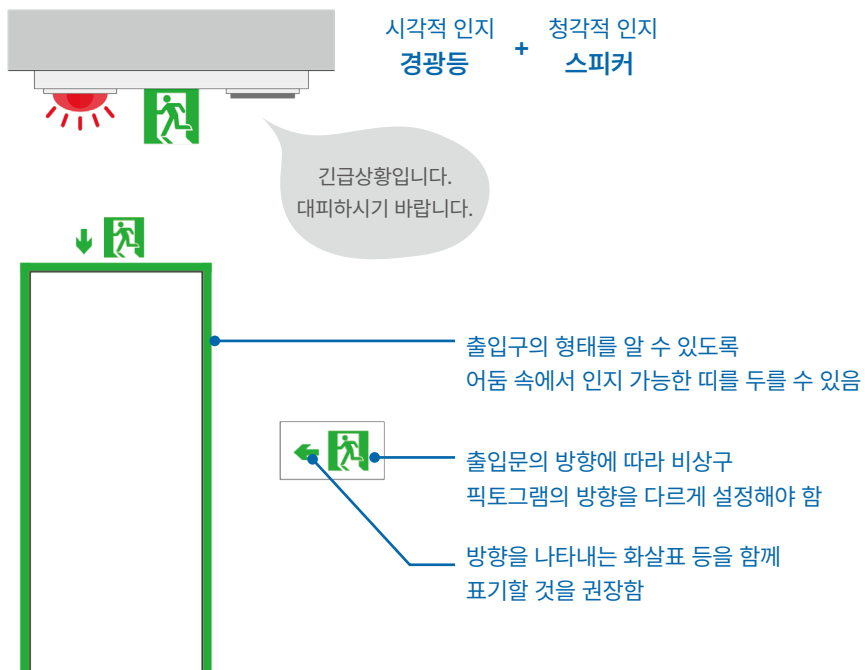 시각적 인지 + 청각적 인지
경광등 스피커
긴급상황입니다.
대피하시기 바랍니다.
출입구의 형태를 알 수 있도록
어둠 속에서 인지 가능한 띠를 두를 수 있음
출입문의 방향에 따라 비상구
픽토그램의 방향을 다르게 설정해야 함
방향을 나타내는 화살표 등을 함께
표기할 것을 권장함